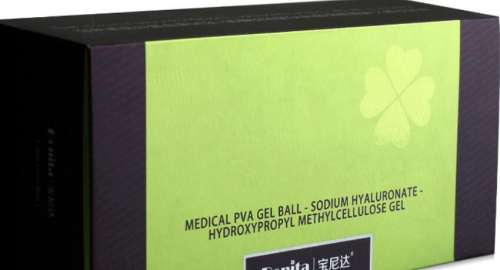 MEDICAL PVA GEL BALL - SODIUM HYALURONATE -
HYDROXYPROPYL METHYLCELLULOSE GEL
宝尼达